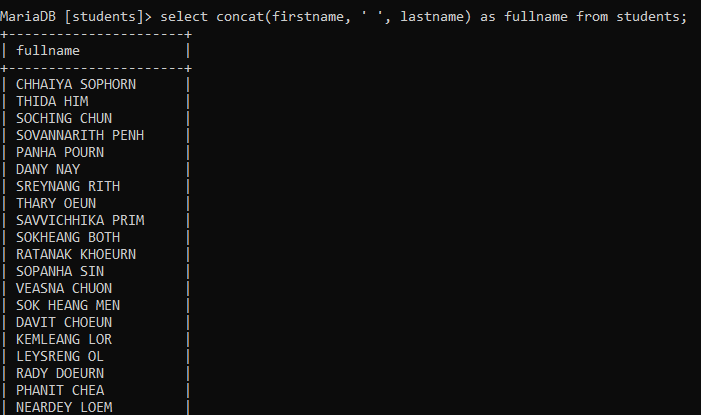 MariaDB [students]> select concat(firstname, ' ', lastname) as fullname from students;
+----------------------+
| fullname             |
+----------------------+
| CHHAIYA SOPHORN      |
| THIDA HIM            |
| SOCHING CHUN         |
| SOVANNARITH PENH     |
| PANHA POURN          |
| DANY NAY             |
| SREYNANG RITH        |
| THARY OEUN           |
| SAVVICHHIKA PRIM     |
| SOKHEANG BOTH        |
| RATANAK KHOEURN      |
| SOPANHA SIN          |
| VEASNA CHUON         |
| SOK HEANG MEN        |
| DAVIT CHOEUN         |
| KEMLEANG LOR         |
| LEYSRENG OL          |
| RADY DOEURN          |
| PHANIT CHEA          |
| NEARDEY LOEM         |